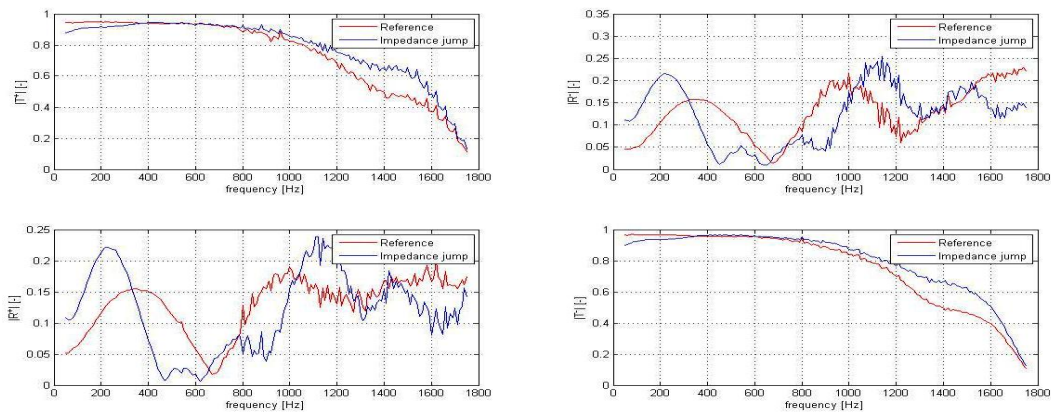 |T⁺| [-]
1
0.8
0.6
0.4
0.2
0
0 200 400 600 800 1000 1200 1400 1600 1800
frequency [Hz]
Reference
Impedance jump
|R⁻| [-]
0.35
0.3
0.25
0.2
0.15
0.1
0.05
0
0 200 400 600 800 1000 1200 1400 1600 1800
frequency [Hz]
Reference
Impedance jump
|R⁺| [-]
0.25
0.2
0.15
0.1
0.05
0
0 200 400 600 800 1000 1200 1400 1600 1800
frequency [Hz]
Reference
Impedance jump
|T⁻| [-]
1
0.8
0.6
0.4
0.2
0
0 200 400 600 800 1000 1200 1400 1600 1800
frequency [Hz]
Reference
Impedance jump